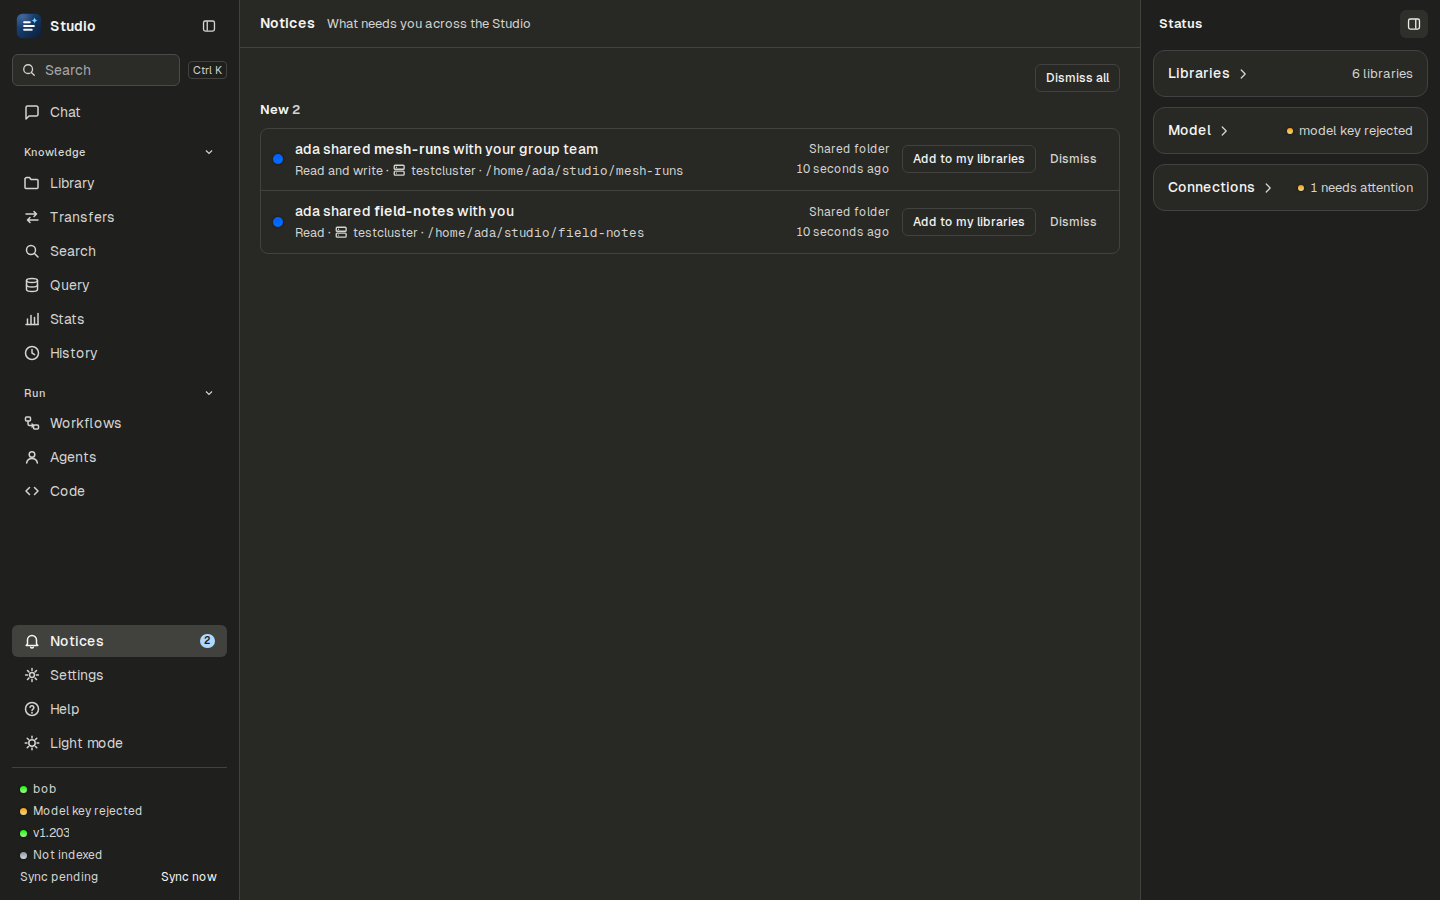 Studio
Search
Ctrl K
Chat
Knowledge
Library
Transfers
Search
Query
Stats
History
Run
Workflows
Agents
Code
Notices 2
Settings
Help
Light mode
bob
Model key rejected
v1.203
Not indexed
Sync pending Sync now
Notices What needs you across the Studio
Dismiss all
New 2
ada shared mesh-runs with your group team
Read and write · testcluster · /home/ada/studio/mesh-runs
Shared folder
10 seconds ago
Add to my libraries
Dismiss
ada shared field-notes with you
Read · testcluster · /home/ada/studio/field-notes
Shared folder
10 seconds ago
Add to my libraries
Dismiss
Status
Libraries 6 libraries
Model model key rejected
Connections 1 needs attention